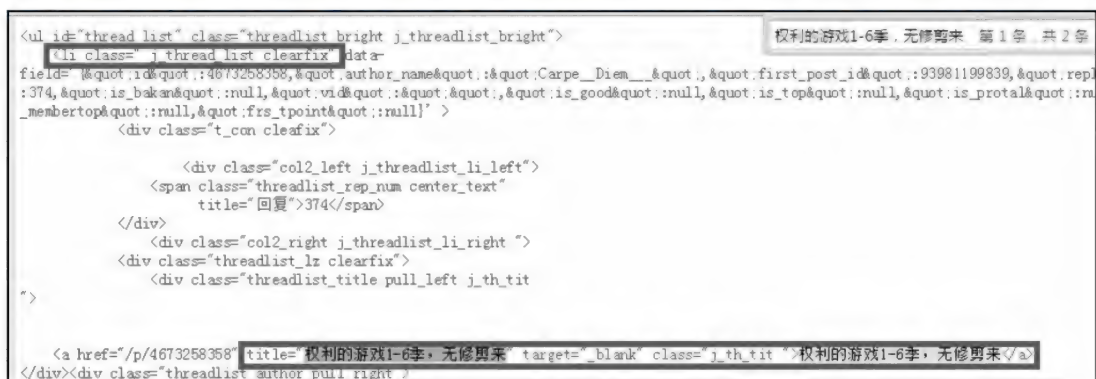 <ul id="thread_list" class="threadlist_bright j_threadlist_bright">
权利的游戏1-6季，无修剪来 第 1 条，共 2 条
<li class=" j_thread_list clearfix" data-
field='{&quot;id&quot;:4673258358,&quot;author_name&quot;:&quot;Carpe__Diem___&quot;,&quot;first_post_id&quot;:93981199839,&quot;repl
:374,&quot;is_bakan&quot;:null,&quot;vid&quot;:&quot;&quot;,&quot;is_good&quot;:null,&quot;is_top&quot;:null,&quot;is_protal&quot;:nu
_membertop&quot;:null,&quot;frs_tpoint&quot;:null}' >
<div class="t_con cleafix">
<div class="col2_left j_threadlist_li_left">
<span class="threadlist_rep_num center_text"
title="回复">374</span>
</div>
<div class="col2_right j_threadlist_li_right ">
<div class="threadlist_lz clearfix">
<div class="threadlist_title pull_left j_th_tit
">
<a href="/p/4673258358" title="权利的游戏1-6季，无修剪来" target="_blank" class="j_th_tit ">权利的游戏1-6季，无修剪来</a>
</div><div class="threadlist_author pull_right">